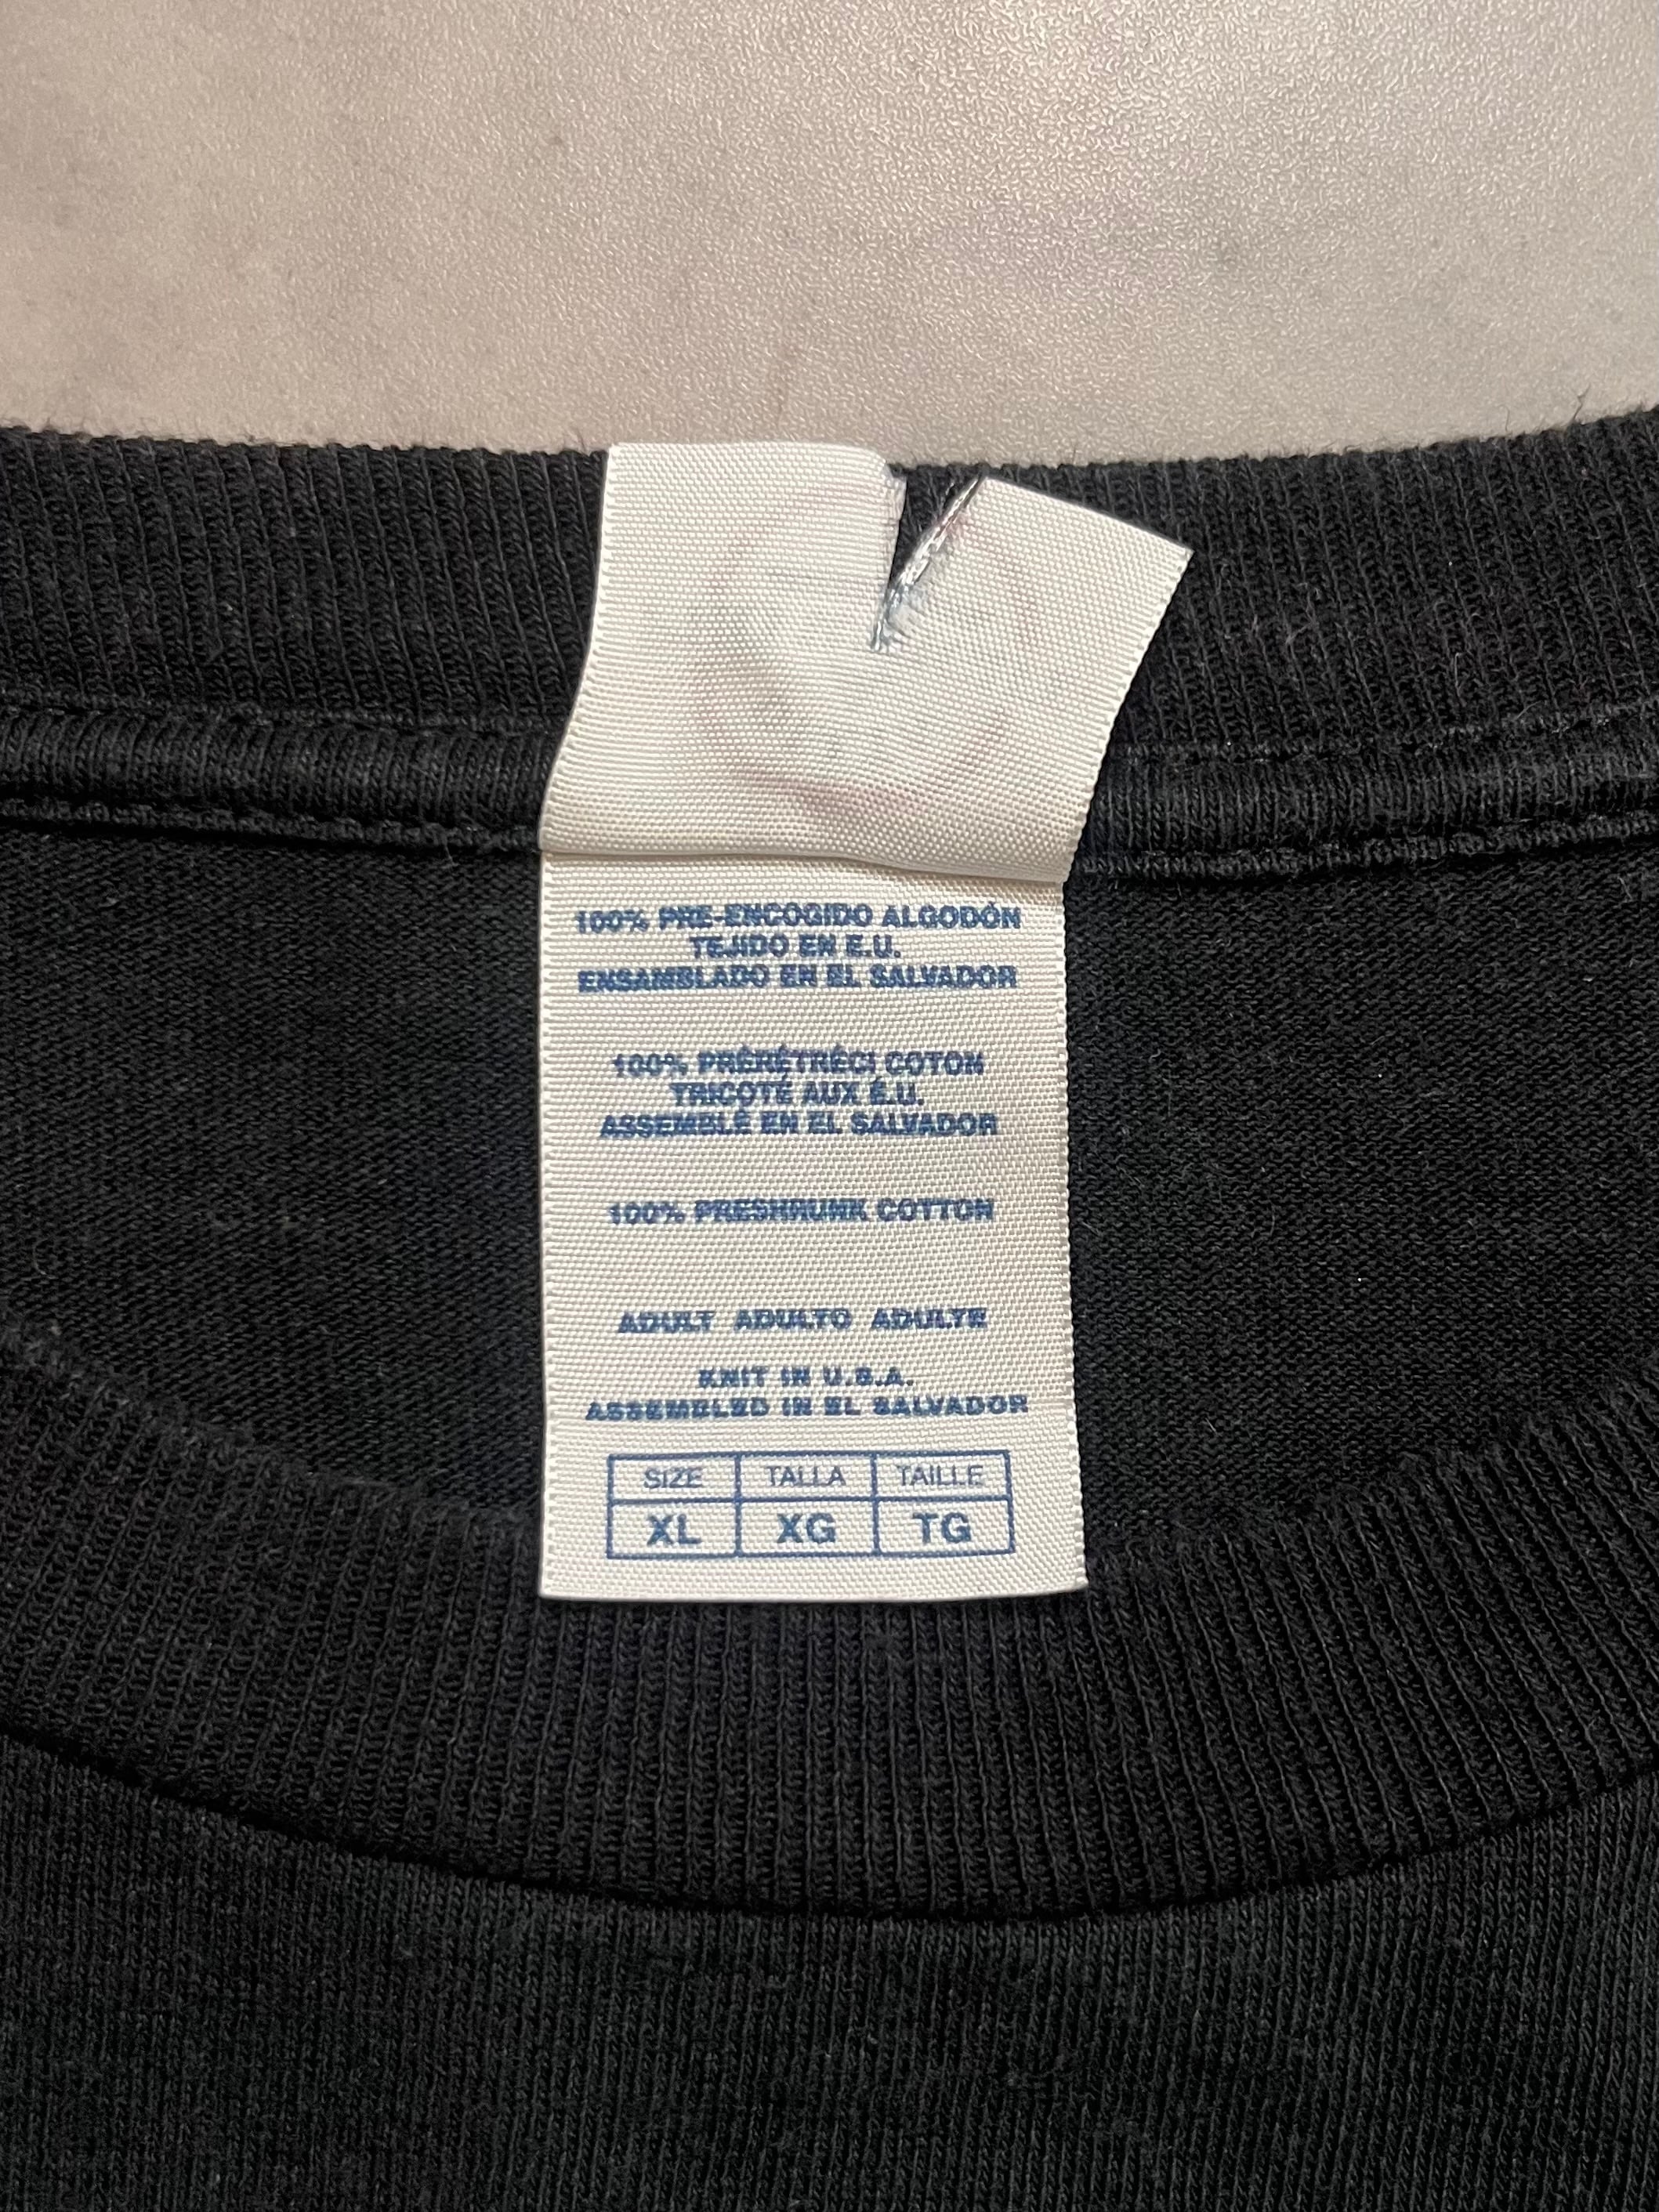 100% PRE-ENCOGIDO ALGODÓN
TEJIDO EN E.U.
ENSAMBLADO EN EL SALVADOR
100% PRÉRÉTRÉCI COTON
TRICOTÉ AUX É.U.
ASSEMBLÉ EN EL SALVADOR
100% PRESHRUNK COTTON
ADULT ADULTO ADULTE
KNIT IN U.S.A.
ASSEMBLED IN EL SALVADOR
SIZE TALLA TAILLE
XL XG TG